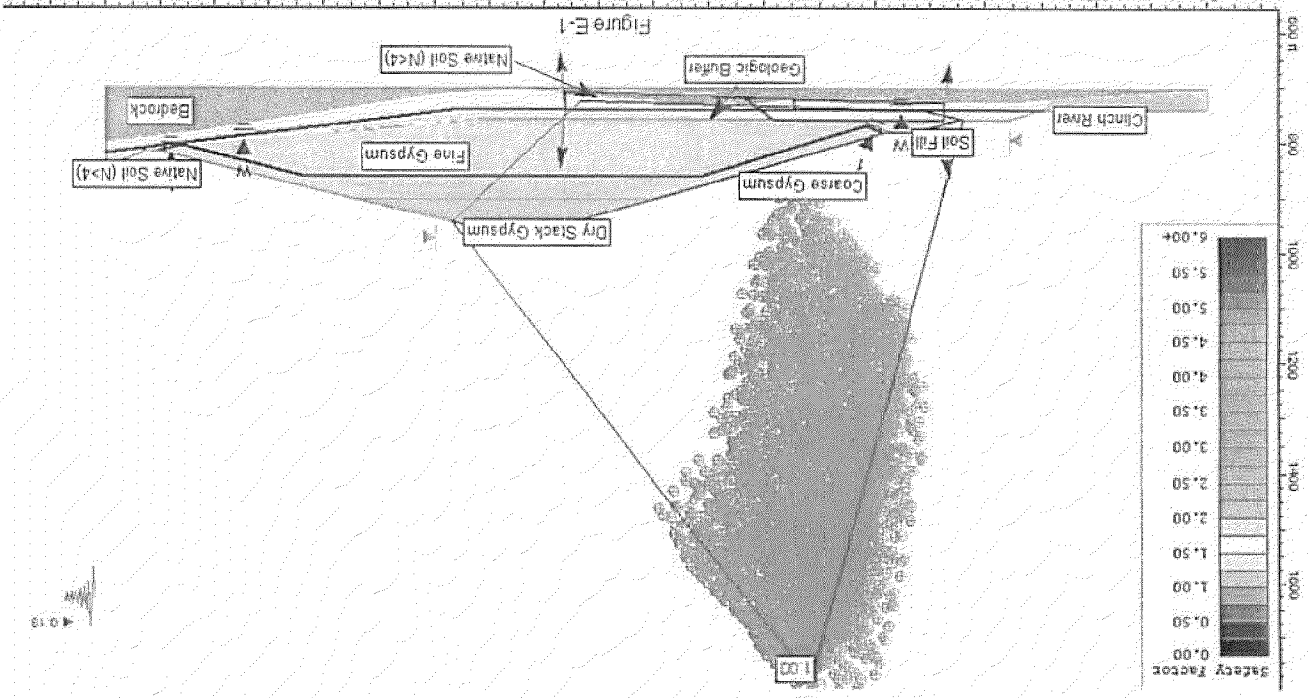 Safety Factor
0.00
0.50
1.00
1.50
2.00
2.50
3.00
3.50
4.00
4.50
5.00
5.50
6.00+
1600
1400
1200
1000
800
600 ft
1.00
0.13
Dry Stack Gypsum
Coarse Gypsum
Native Soil (N>4)
Fine Gypsum
Soil Fill
W
W
Clinch River
Bedrock
Geologic Buffer
Native Soil (N<4)
Figure E-1